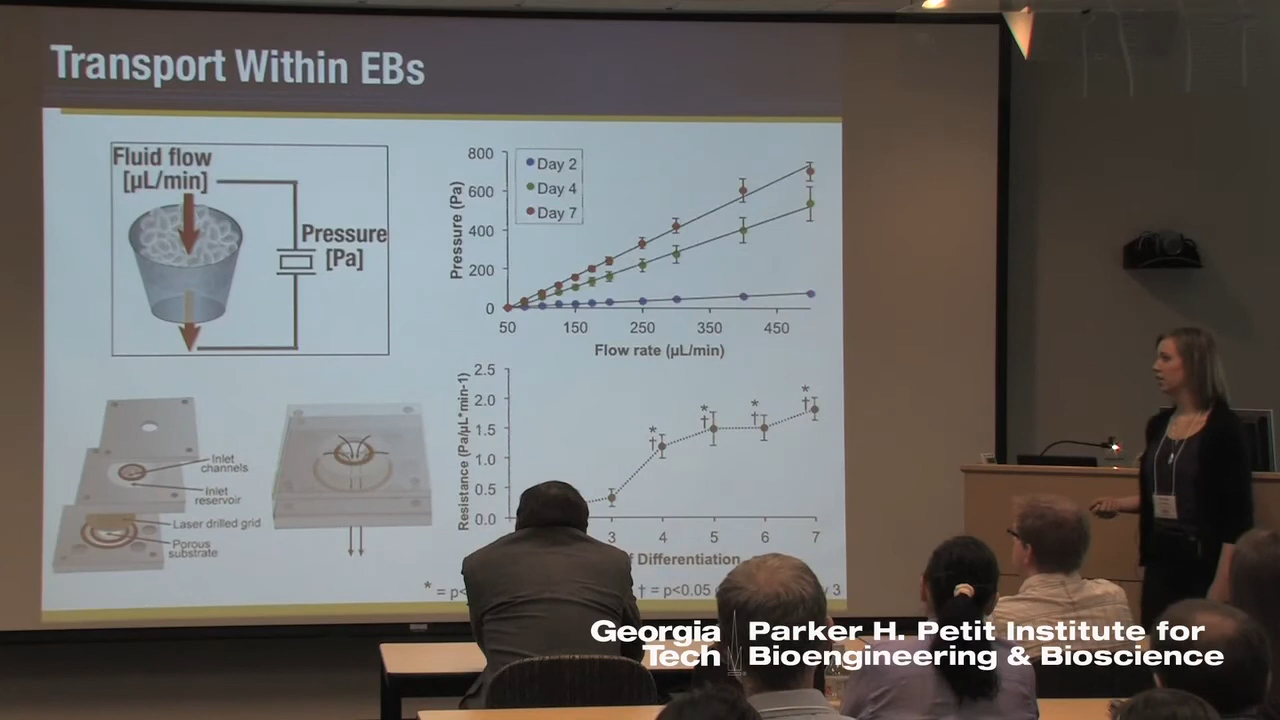 Transport Within EBs
Fluid flow
[µL/min]
Pressure
[Pa]
Inlet
channels
Inlet
reservoir
Laser drilled grid
Porous
substrate
Pressure (Pa)
800
600
400
200
0
Day 2
Day 4
Day 7
50 150 250 350 450
Flow rate (µL/min)
Resistance (Pa/µL*min-1)
2.5
2.0
1.5
1.0
0.5
0.0
* † * † * † * †
3 4 5 6 7
of Differentiation
* = p<
† = p<0.05
3
Georgia
Tech
Parker H. Petit Institute for
Bioengineering & Bioscience